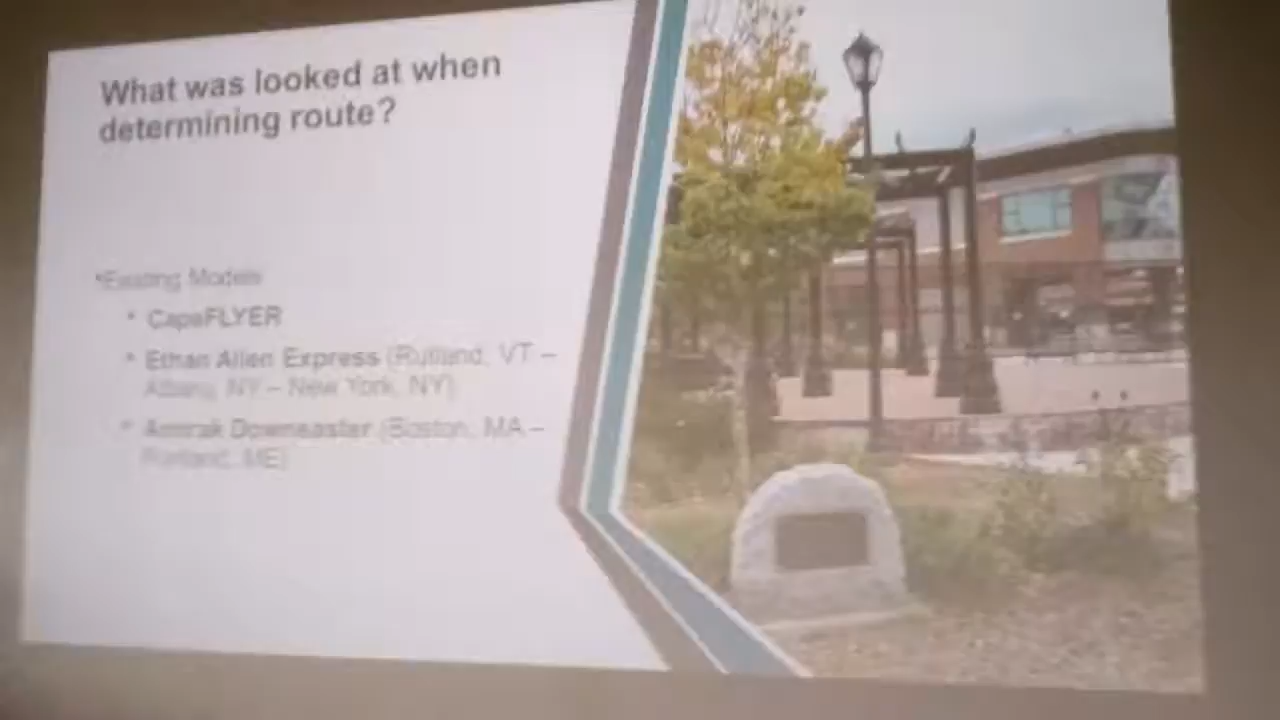 What was looked at when
determining route?
•Existing Models
• CapeFLYER
• Ethan Allen Express (Rutland, VT –
Albany, NY – New York, NY)
• Amtrak Downeaster (Boston, MA –
Portland, ME)